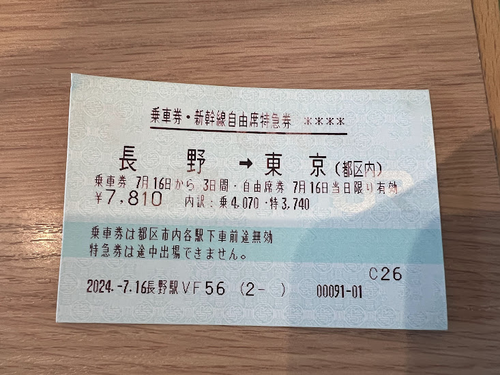 乗車券・新幹線自由席特急券 ****
長野 → 東京(都区内)
乗車券 7月16日から 3日間・自由席券 7月16日当日限り有効
¥7,810 内訳:乗4,070・特3,740
乗車券は都区市内各駅下車前途無効
特急券は途中出場できません。
C26
2024.-7.16長野駅VF56 (2- ) 00091-01